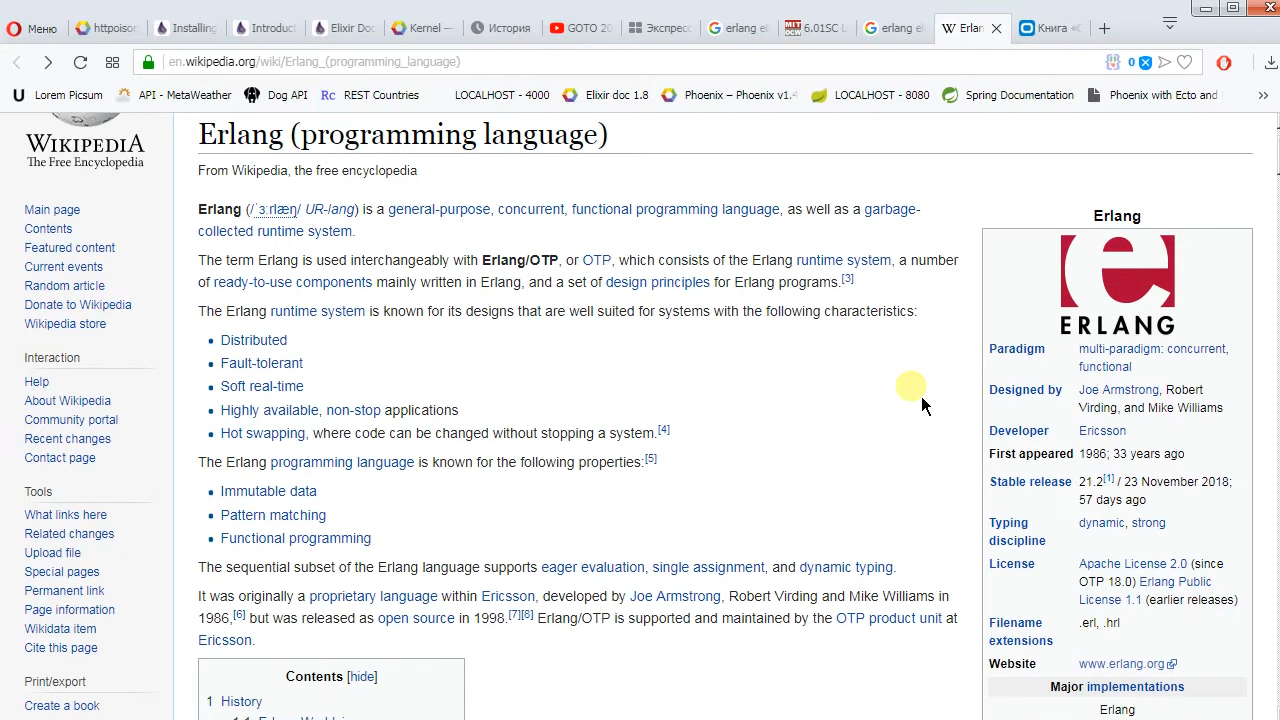 Меню
httpoison
Installing
Introducti
Elixir Doc
Kernel —
История
GOTO 20
Экспресс
erlang el
6.01SC L
erlang el
Erlan
Книга «
en.wikipedia.org/wiki/Erlang_(programming_language)
0
Lorem Picsum
API - MetaWeather
Dog API
Rc REST Countries
LOCALHOST - 4000
Elixir doc 1.8
Phoenix – Phoenix v1.4
LOCALHOST - 8080
Spring Documentation
Phoenix with Ecto and
WIKIPEDIA
The Free Encyclopedia
Main page
Contents
Featured content
Current events
Random article
Donate to Wikipedia
Wikipedia store
Interaction
Help
About Wikipedia
Community portal
Recent changes
Contact page
Tools
What links here
Related changes
Upload file
Special pages
Permanent link
Page information
Wikidata item
Cite this page
Print/export
Create a book
Erlang (programming language)
From Wikipedia, the free encyclopedia
Erlang (/ˈɜːrlæŋ/ UR-lang) is a general-purpose, concurrent, functional programming language, as well as a garbage-
collected runtime system.
The term Erlang is used interchangeably with Erlang/OTP, or OTP, which consists of the Erlang runtime system, a number
of ready-to-use components mainly written in Erlang, and a set of design principles for Erlang programs.[3]
The Erlang runtime system is known for its designs that are well suited for systems with the following characteristics:
• Distributed
• Fault-tolerant
• Soft real-time
• Highly available, non-stop applications
• Hot swapping, where code can be changed without stopping a system.[4]
The Erlang programming language is known for the following properties:[5]
• Immutable data
• Pattern matching
• Functional programming
The sequential subset of the Erlang language supports eager evaluation, single assignment, and dynamic typing.
It was originally a proprietary language within Ericsson, developed by Joe Armstrong, Robert Virding and Mike Williams in
1986,[6] but was released as open source in 1998.[7][8] Erlang/OTP is supported and maintained by the OTP product unit at
Ericsson.
Contents [hide]
1 History
Erlang
ERLANG
Paradigm multi-paradigm: concurrent,
functional
Designed by Joe Armstrong, Robert
Virding, and Mike Williams
Developer Ericsson
First appeared 1986; 33 years ago
Stable release 21.2[1] / 23 November 2018;
57 days ago
Typing dynamic, strong
discipline
License Apache License 2.0 (since
OTP 18.0) Erlang Public
License 1.1 (earlier releases)
Filename .erl, .hrl
extensions
Website www.erlang.org
Major implementations
Erlang